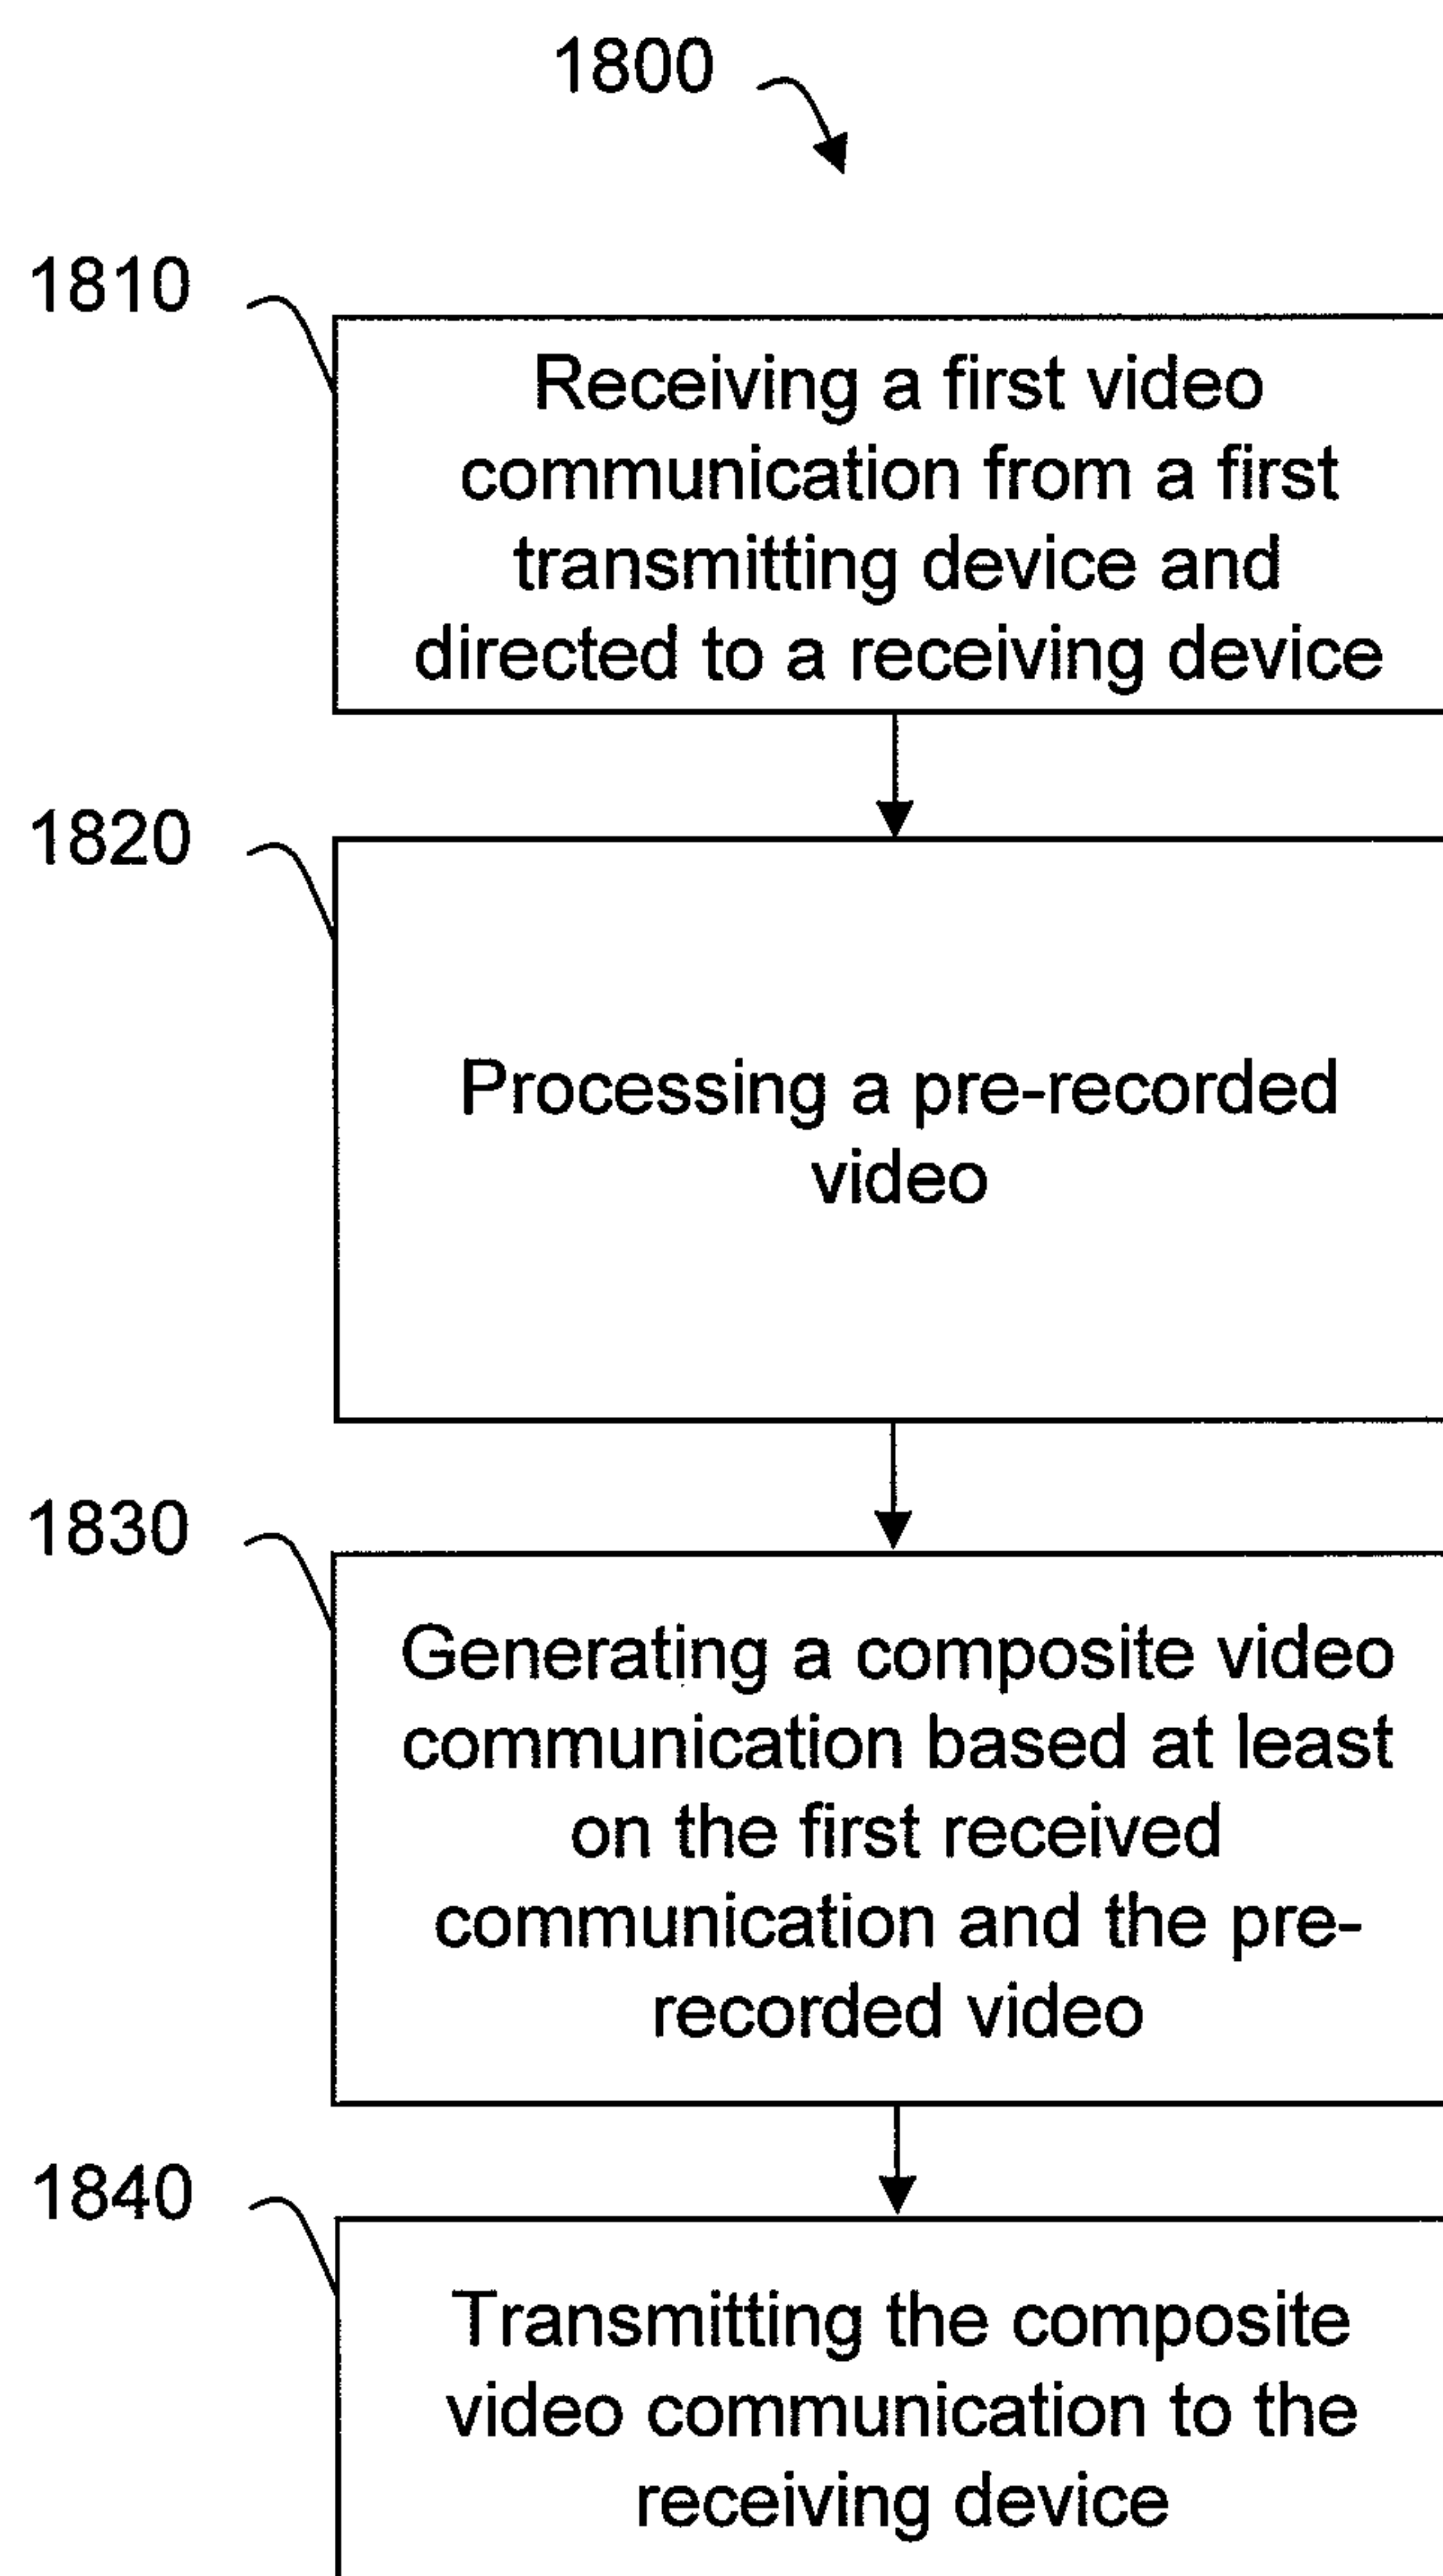 1800
1810
Receiving a first video
communication from a first
transmitting device and
directed to a receiving device
1820
Processing a pre-recorded
video
1830
Generating a composite video
communication based at least
on the first received
communication and the pre-
recorded video
1840
Transmitting the composite
video communication to the
receiving device